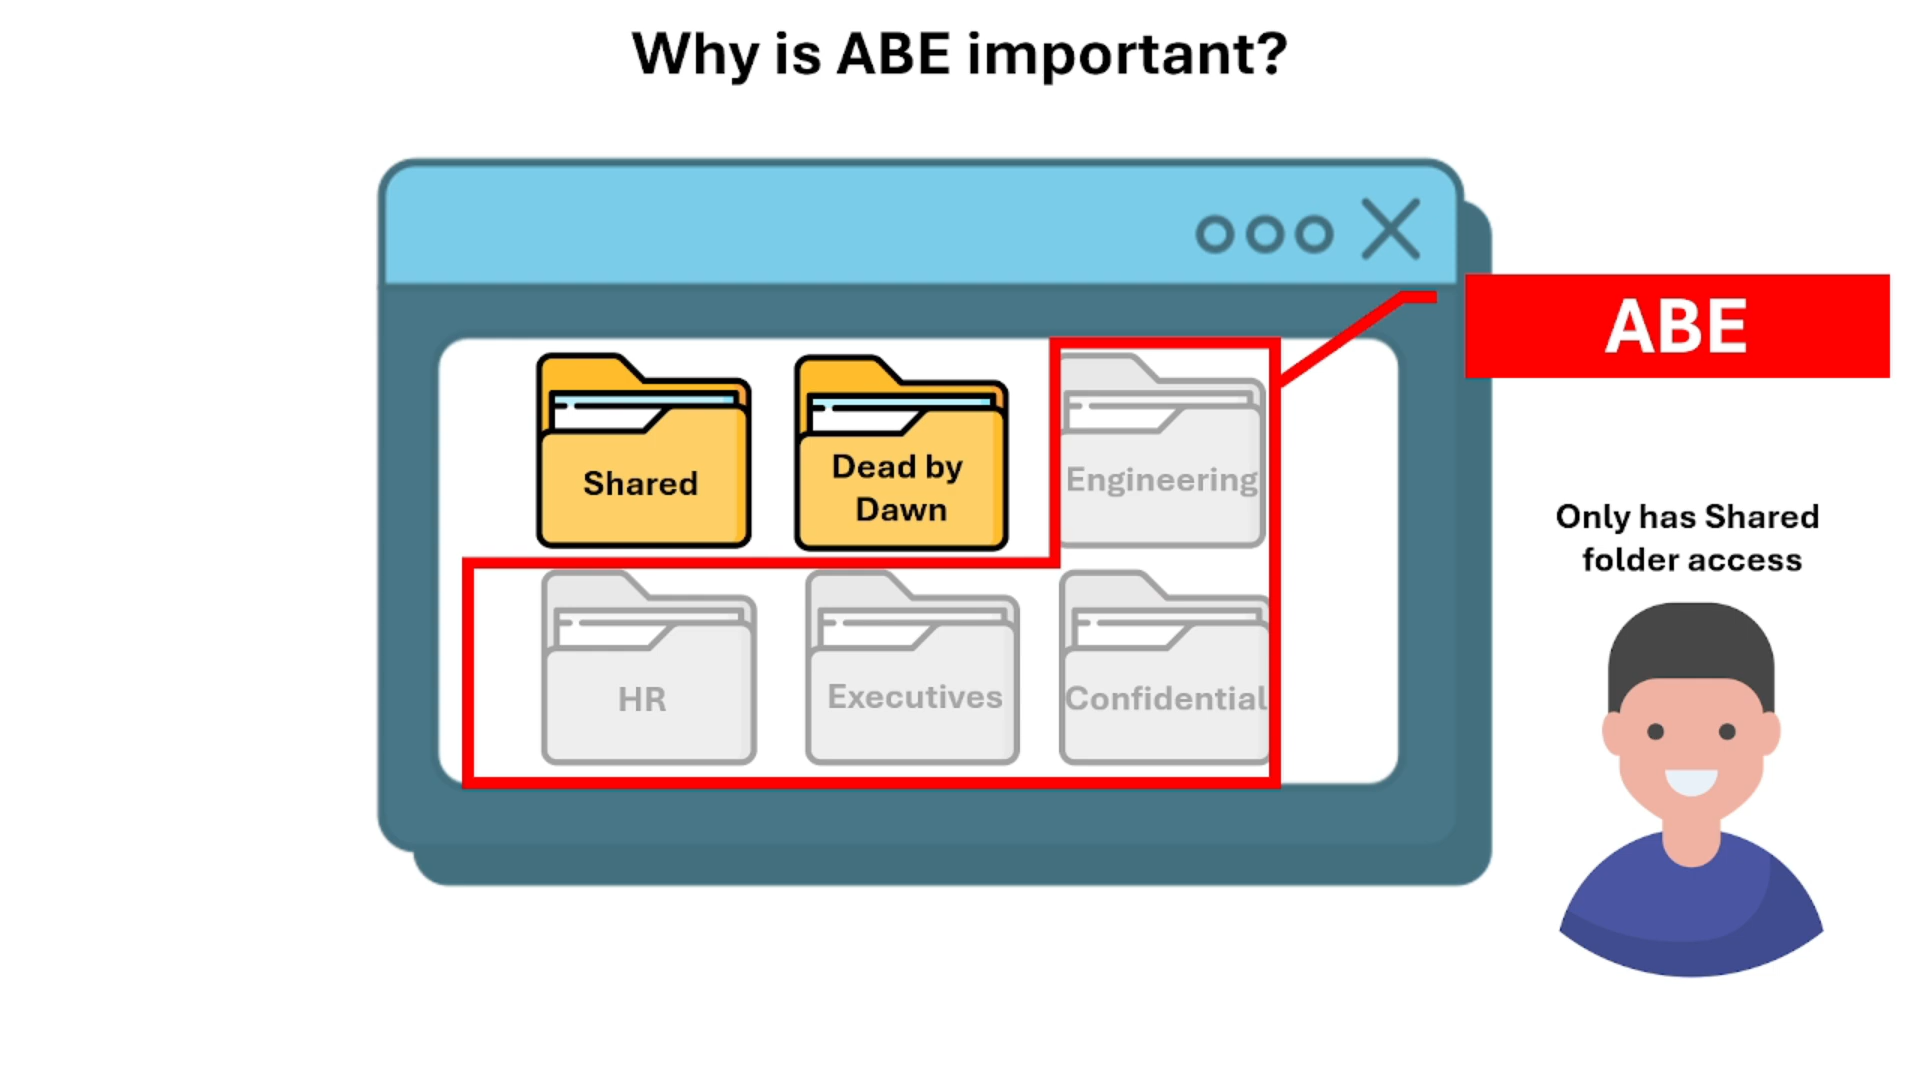 Why is ABE important?
ABE
Shared
Dead by
Dawn
Engineering
HR
Executives
Confidential
Only has Shared
folder access